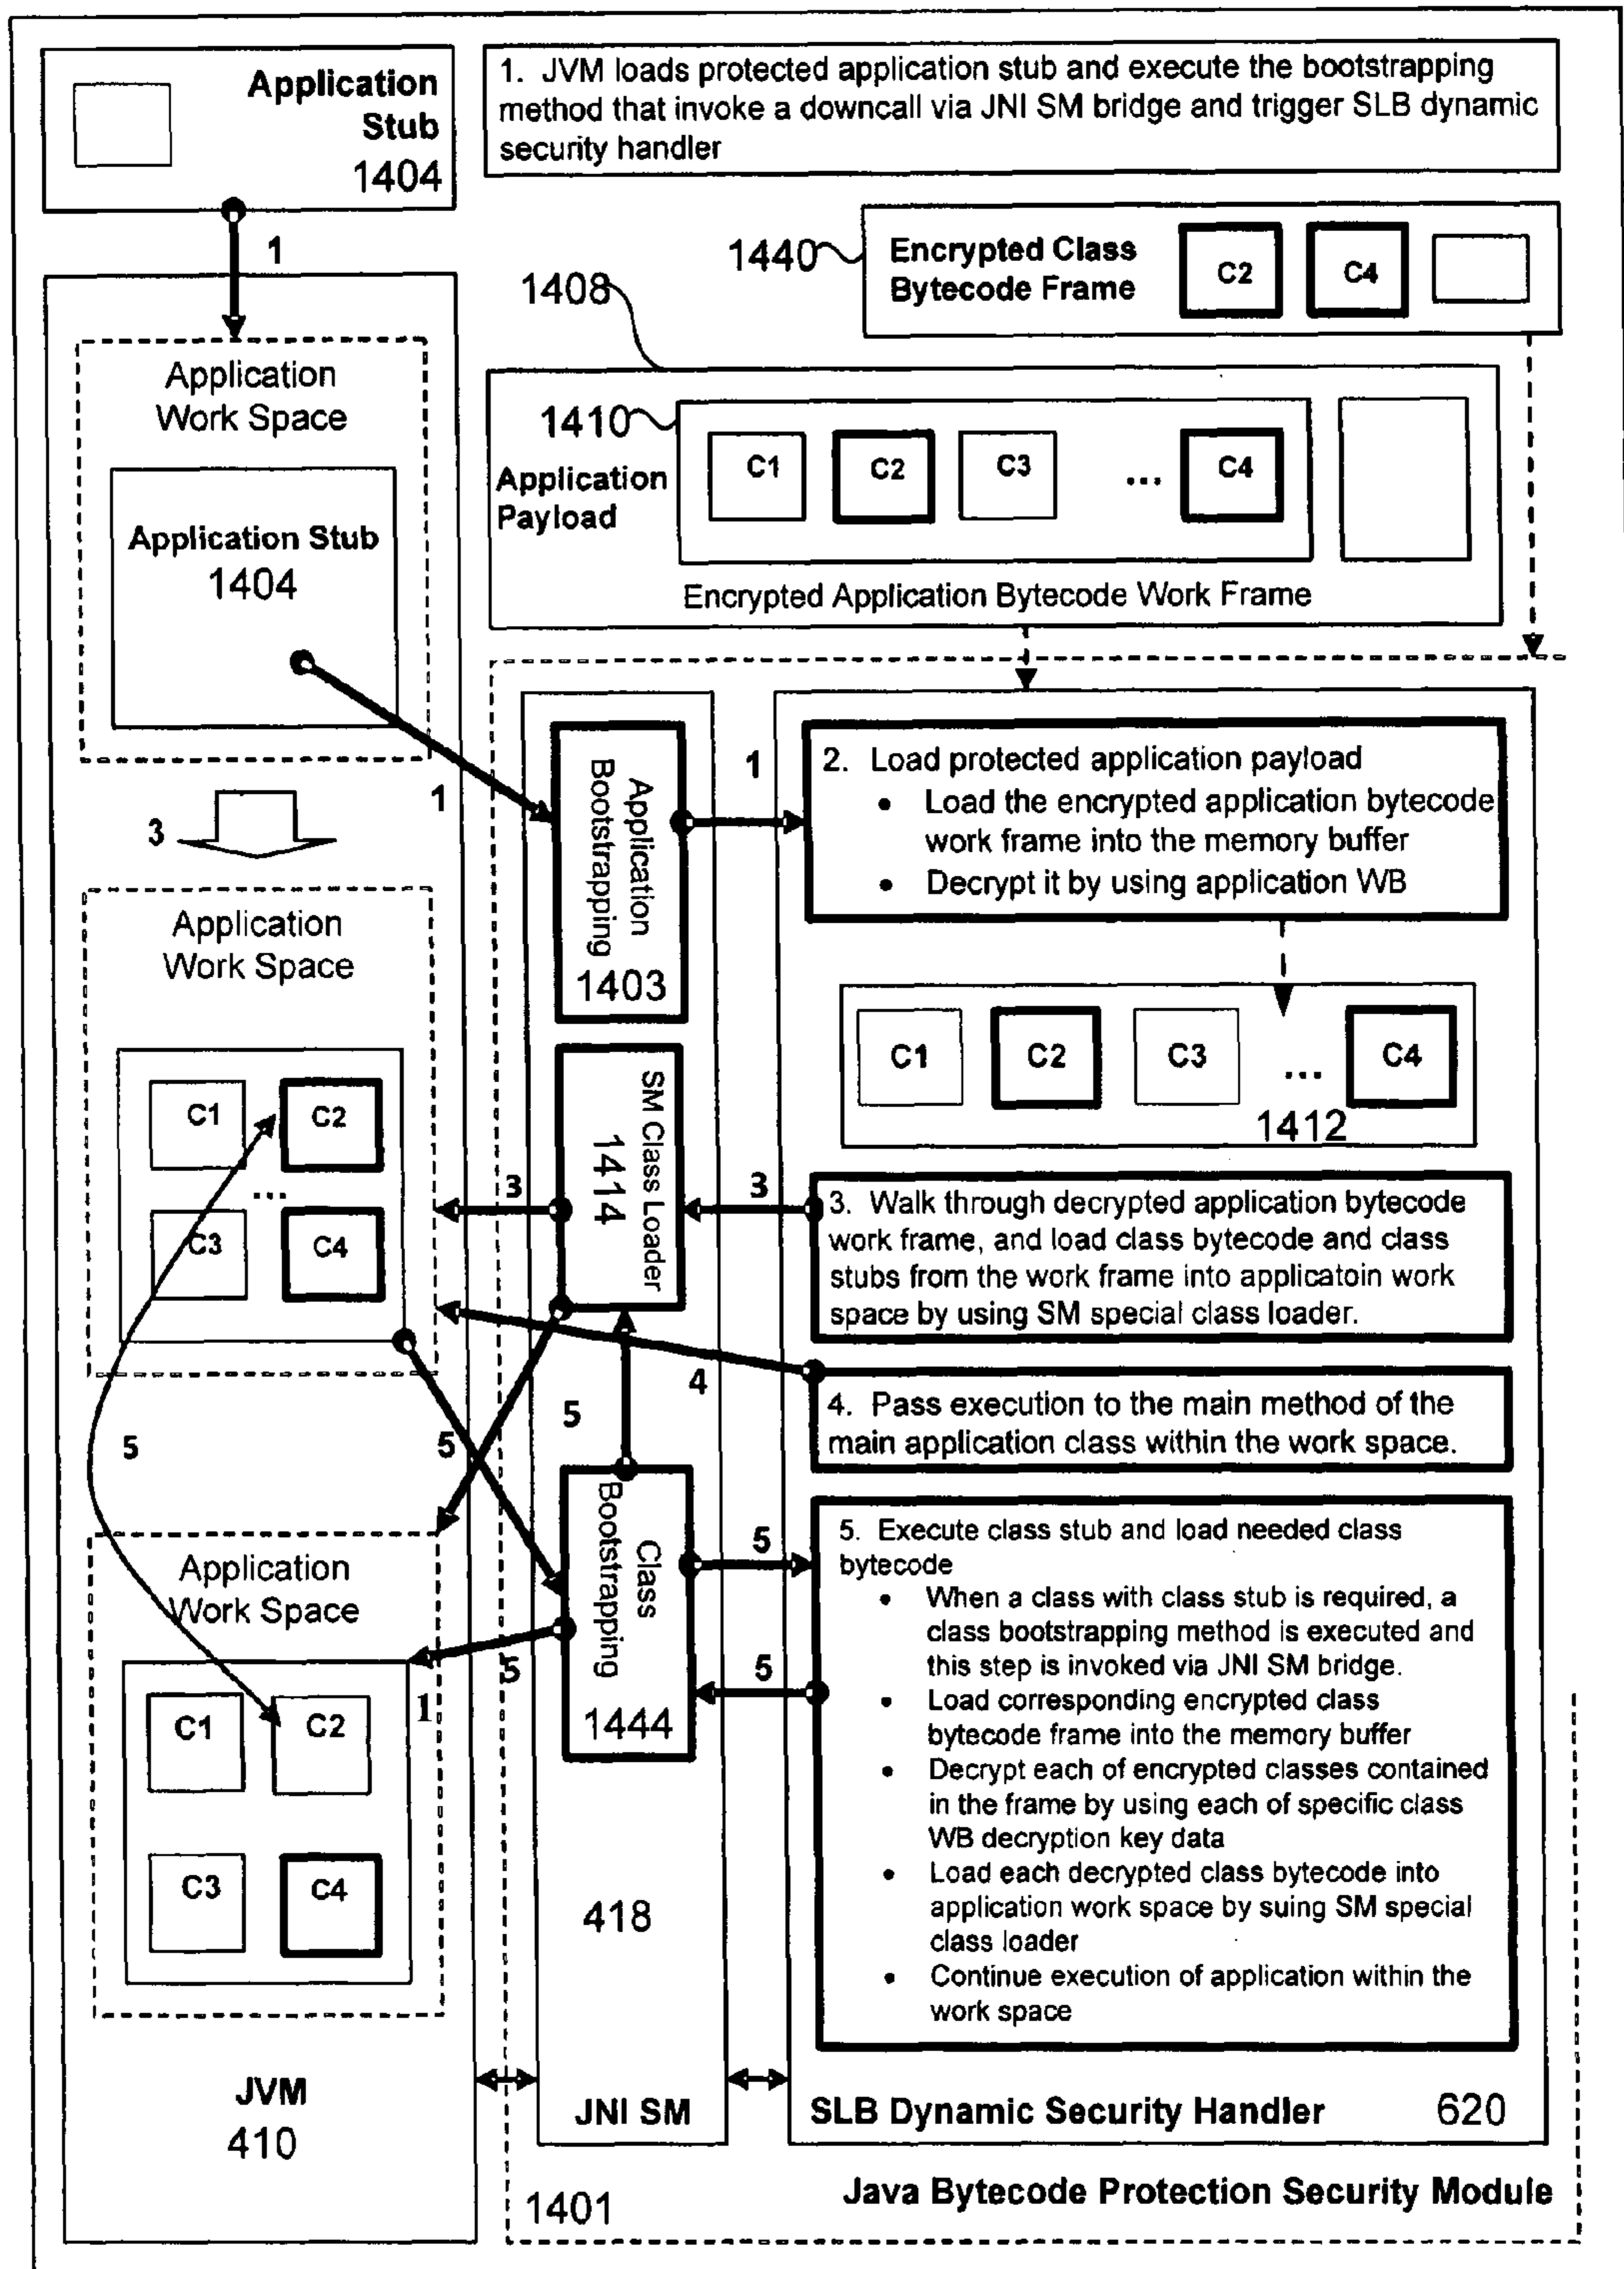 Application
Stub
1404
1. JVM loads protected application stub and execute the bootstrapping
method that invoke a downcall via JNI SM bridge and trigger SLB dynamic
security handler
1
1440
Encrypted Class
Bytecode Frame
C2
C4
1408
1410
Application
Payload
C1
C2
C3
...
C4
Encrypted Application Bytecode Work Frame
Application
Work Space
Application Stub
1404
1
3
Application
Bootstrapping
1403
1
2. Load protected application payload
• Load the encrypted application bytecode
work frame into the memory buffer
• Decrypt it by using application WB
C1
C2
C3
...
C4
1412
Application
Work Space
C1
C2
...
C3
C4
3
SM Class Loader
1414
3
3. Walk through decrypted application bytecode
work frame, and load class bytecode and class
stubs from the work frame into applicatoin work
space by using SM special class loader.
4
4. Pass execution to the main method of the
main application class within the work space.
5
5
5
Class
Bootstrapping
1444
5
5
5
5. Execute class stub and load needed class
bytecode
• When a class with class stub is required, a
class bootstrapping method is executed and
this step is invoked via JNI SM bridge.
• Load corresponding encrypted class
bytecode frame into the memory buffer
• Decrypt each of encrypted classes contained
in the frame by using each of specific class
WB decryption key data
• Load each decrypted class bytecode into
application work space by suing SM special
class loader
• Continue execution of application within the
work space
Application
Work Space
C1
C2
1
C3
C4
418
JVM
410
JNI SM
SLB Dynamic Security Handler
620
1401
Java Bytecode Protection Security Module